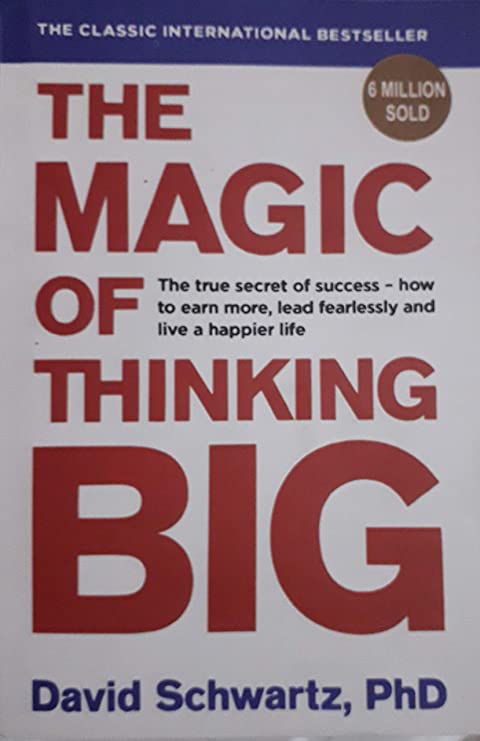 THE CLASSIC INTERNATIONAL BESTSELLER
6 MILLION
SOLD
THE
MAGIC
OF
The true secret of success – how
to earn more, lead fearlessly and
live a happier life
THINKING
BIG
David Schwartz, PhD